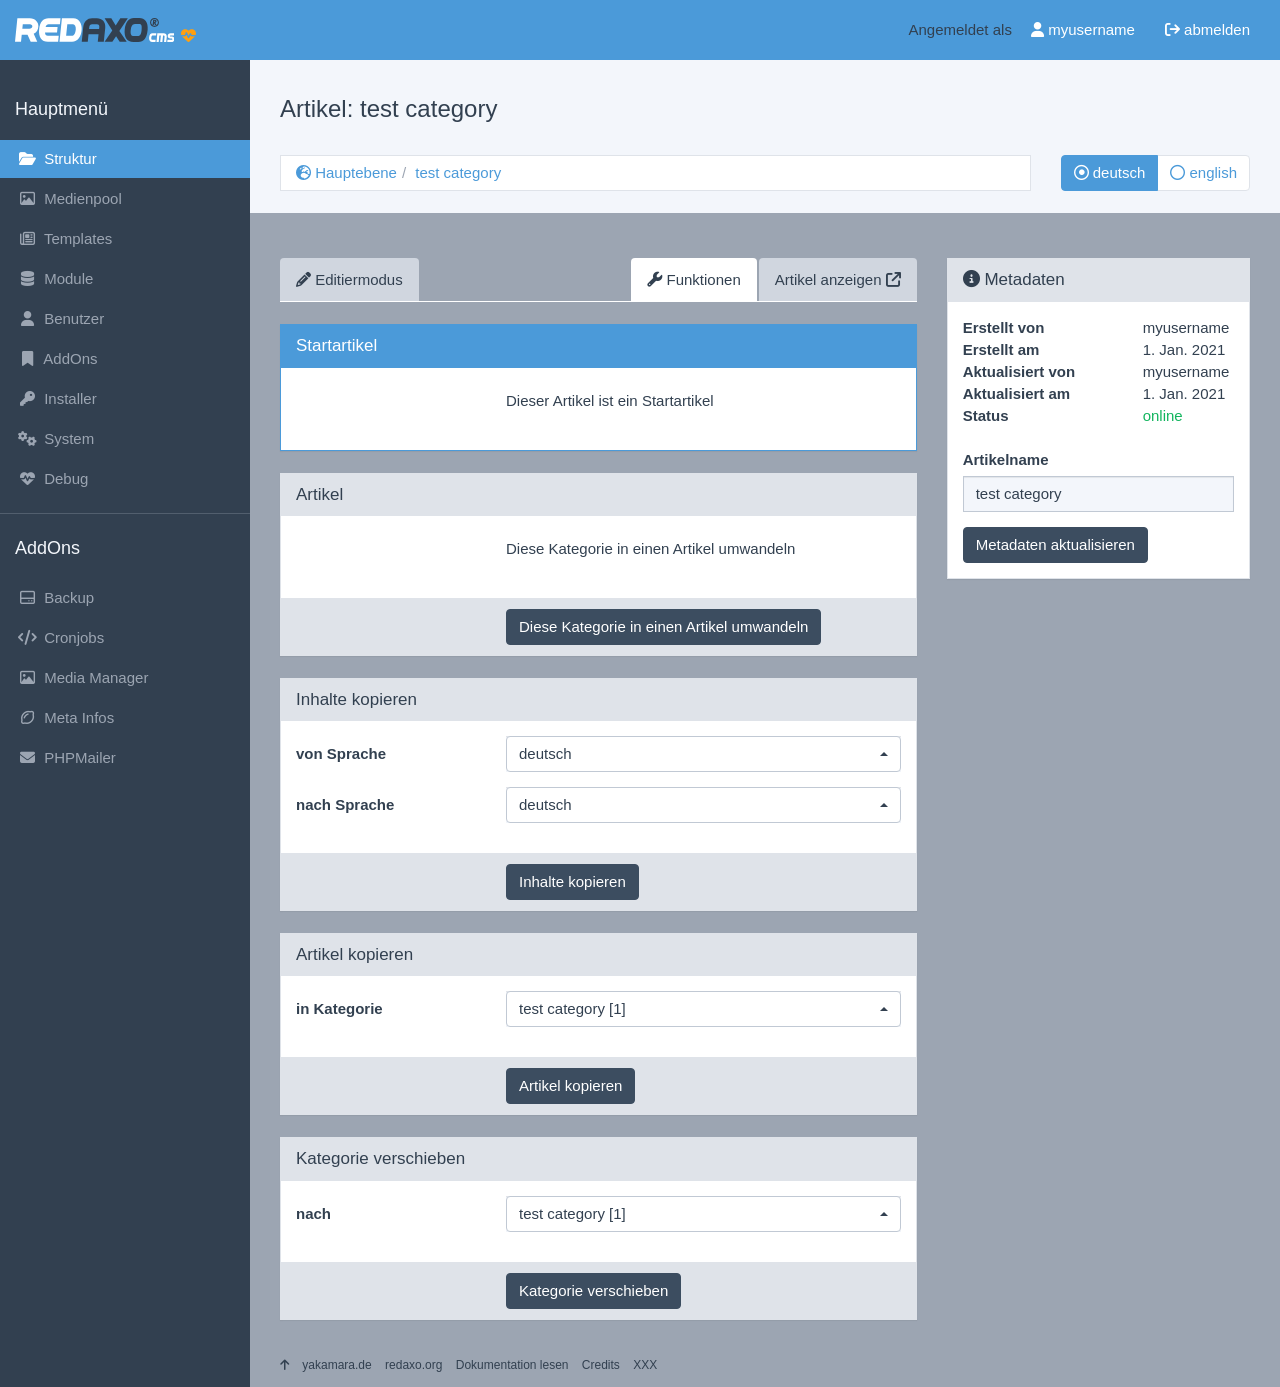 REDAXO® cms
Angemeldet als myusername abmelden
Hauptmenü
Struktur
Medienpool
Templates
Module
Benutzer
AddOns
Installer
System
Debug
AddOns
Backup
Cronjobs
Media Manager
Meta Infos
PHPMailer
Artikel: test category
Hauptebene / test category
deutsch english
Editiermodus Funktionen Artikel anzeigen
Startartikel
Dieser Artikel ist ein Startartikel
Artikel
Diese Kategorie in einen Artikel umwandeln
Diese Kategorie in einen Artikel umwandeln
Inhalte kopieren
von Sprache deutsch
nach Sprache deutsch
Inhalte kopieren
Artikel kopieren
in Kategorie test category [1]
Artikel kopieren
Kategorie verschieben
nach test category [1]
Kategorie verschieben
Metadaten
Erstellt von myusername
Erstellt am 1. Jan. 2021
Aktualisiert von myusername
Aktualisiert am 1. Jan. 2021
Status online
Artikelname
test category
Metadaten aktualisieren
yakamara.de redaxo.org Dokumentation lesen Credits XXX